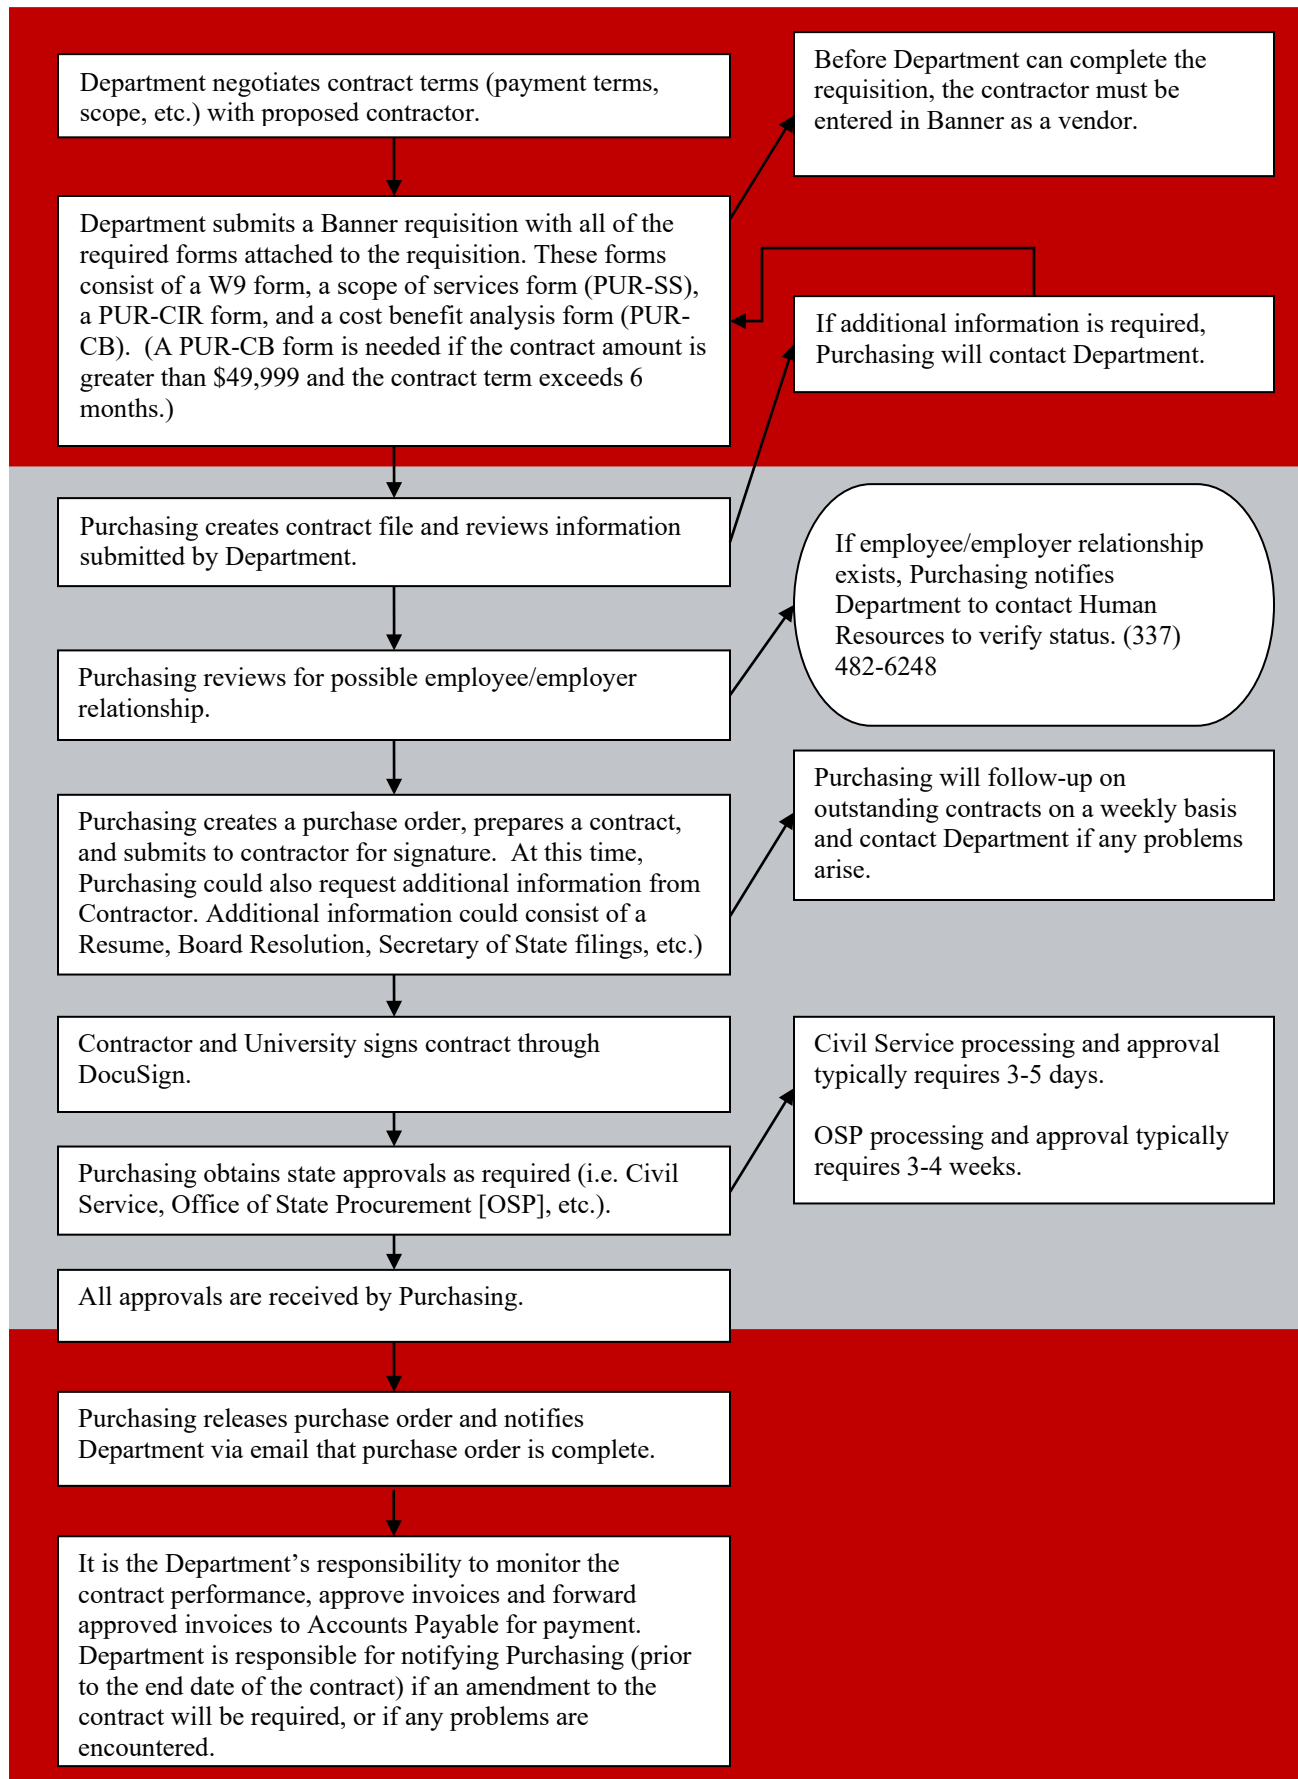 Department negotiates contract terms (payment terms,
scope, etc.) with proposed contractor.
Before Department can complete the
requisition, the contractor must be
entered in Banner as a vendor.
Department submits a Banner requisition with all of the
required forms attached to the requisition. These forms
consist of a W9 form, a scope of services form (PUR-SS),
a PUR-CIR form, and a cost benefit analysis form (PUR-
CB).  (A PUR-CB form is needed if the contract amount is
greater than $49,999 and the contract term exceeds 6
months.)
If additional information is required,
Purchasing will contact Department.
Purchasing creates contract file and reviews information
submitted by Department.
If employee/employer relationship
exists, Purchasing notifies
Department to contact Human
Resources to verify status. (337)
482-6248
Purchasing reviews for possible employee/employer
relationship.
Purchasing creates a purchase order, prepares a contract,
and submits to contractor for signature.  At this time,
Purchasing could also request additional information from
Contractor. Additional information could consist of a
Resume, Board Resolution, Secretary of State filings, etc.)
Purchasing will follow-up on
outstanding contracts on a weekly basis
and contact Department if any problems
arise.
Contractor and University signs contract through
DocuSign.
Purchasing obtains state approvals as required (i.e. Civil
Service, Office of State Procurement [OSP], etc.).
Civil Service processing and approval
typically requires 3-5 days.
OSP processing and approval typically
requires 3-4 weeks.
All approvals are received by Purchasing.
Purchasing releases purchase order and notifies
Department via email that purchase order is complete.
It is the Department’s responsibility to monitor the
contract performance, approve invoices and forward
approved invoices to Accounts Payable for payment.
Department is responsible for notifying Purchasing (prior
to the end date of the contract) if an amendment to the
contract will be required, or if any problems are
encountered.